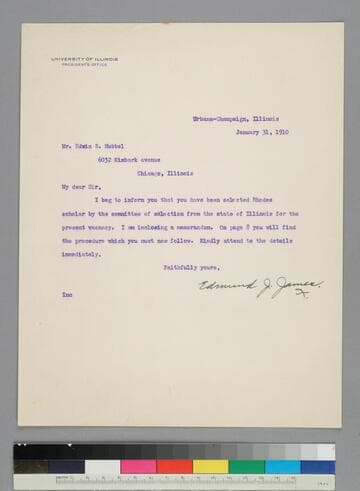 UNIVERSITY OF ILLINOIS
PRESIDENT'S OFFICE
Urbana-Champaign, Illinois
January 31, 1910
Mr. Edwin B. Hubbel
6032 Kimbark avenue
Chicago, Illinois
My dear Sir,
I beg to inform you that you have been selected Rhodes
scholar by the committee of selection from the state of Illinois for the
present vacancy. I am inclosing a memorandum. On page 8 you will find
the procedure which you must now follow. Kindly attend to the details
immediately.
Faithfully yours,
Edmund J. James.